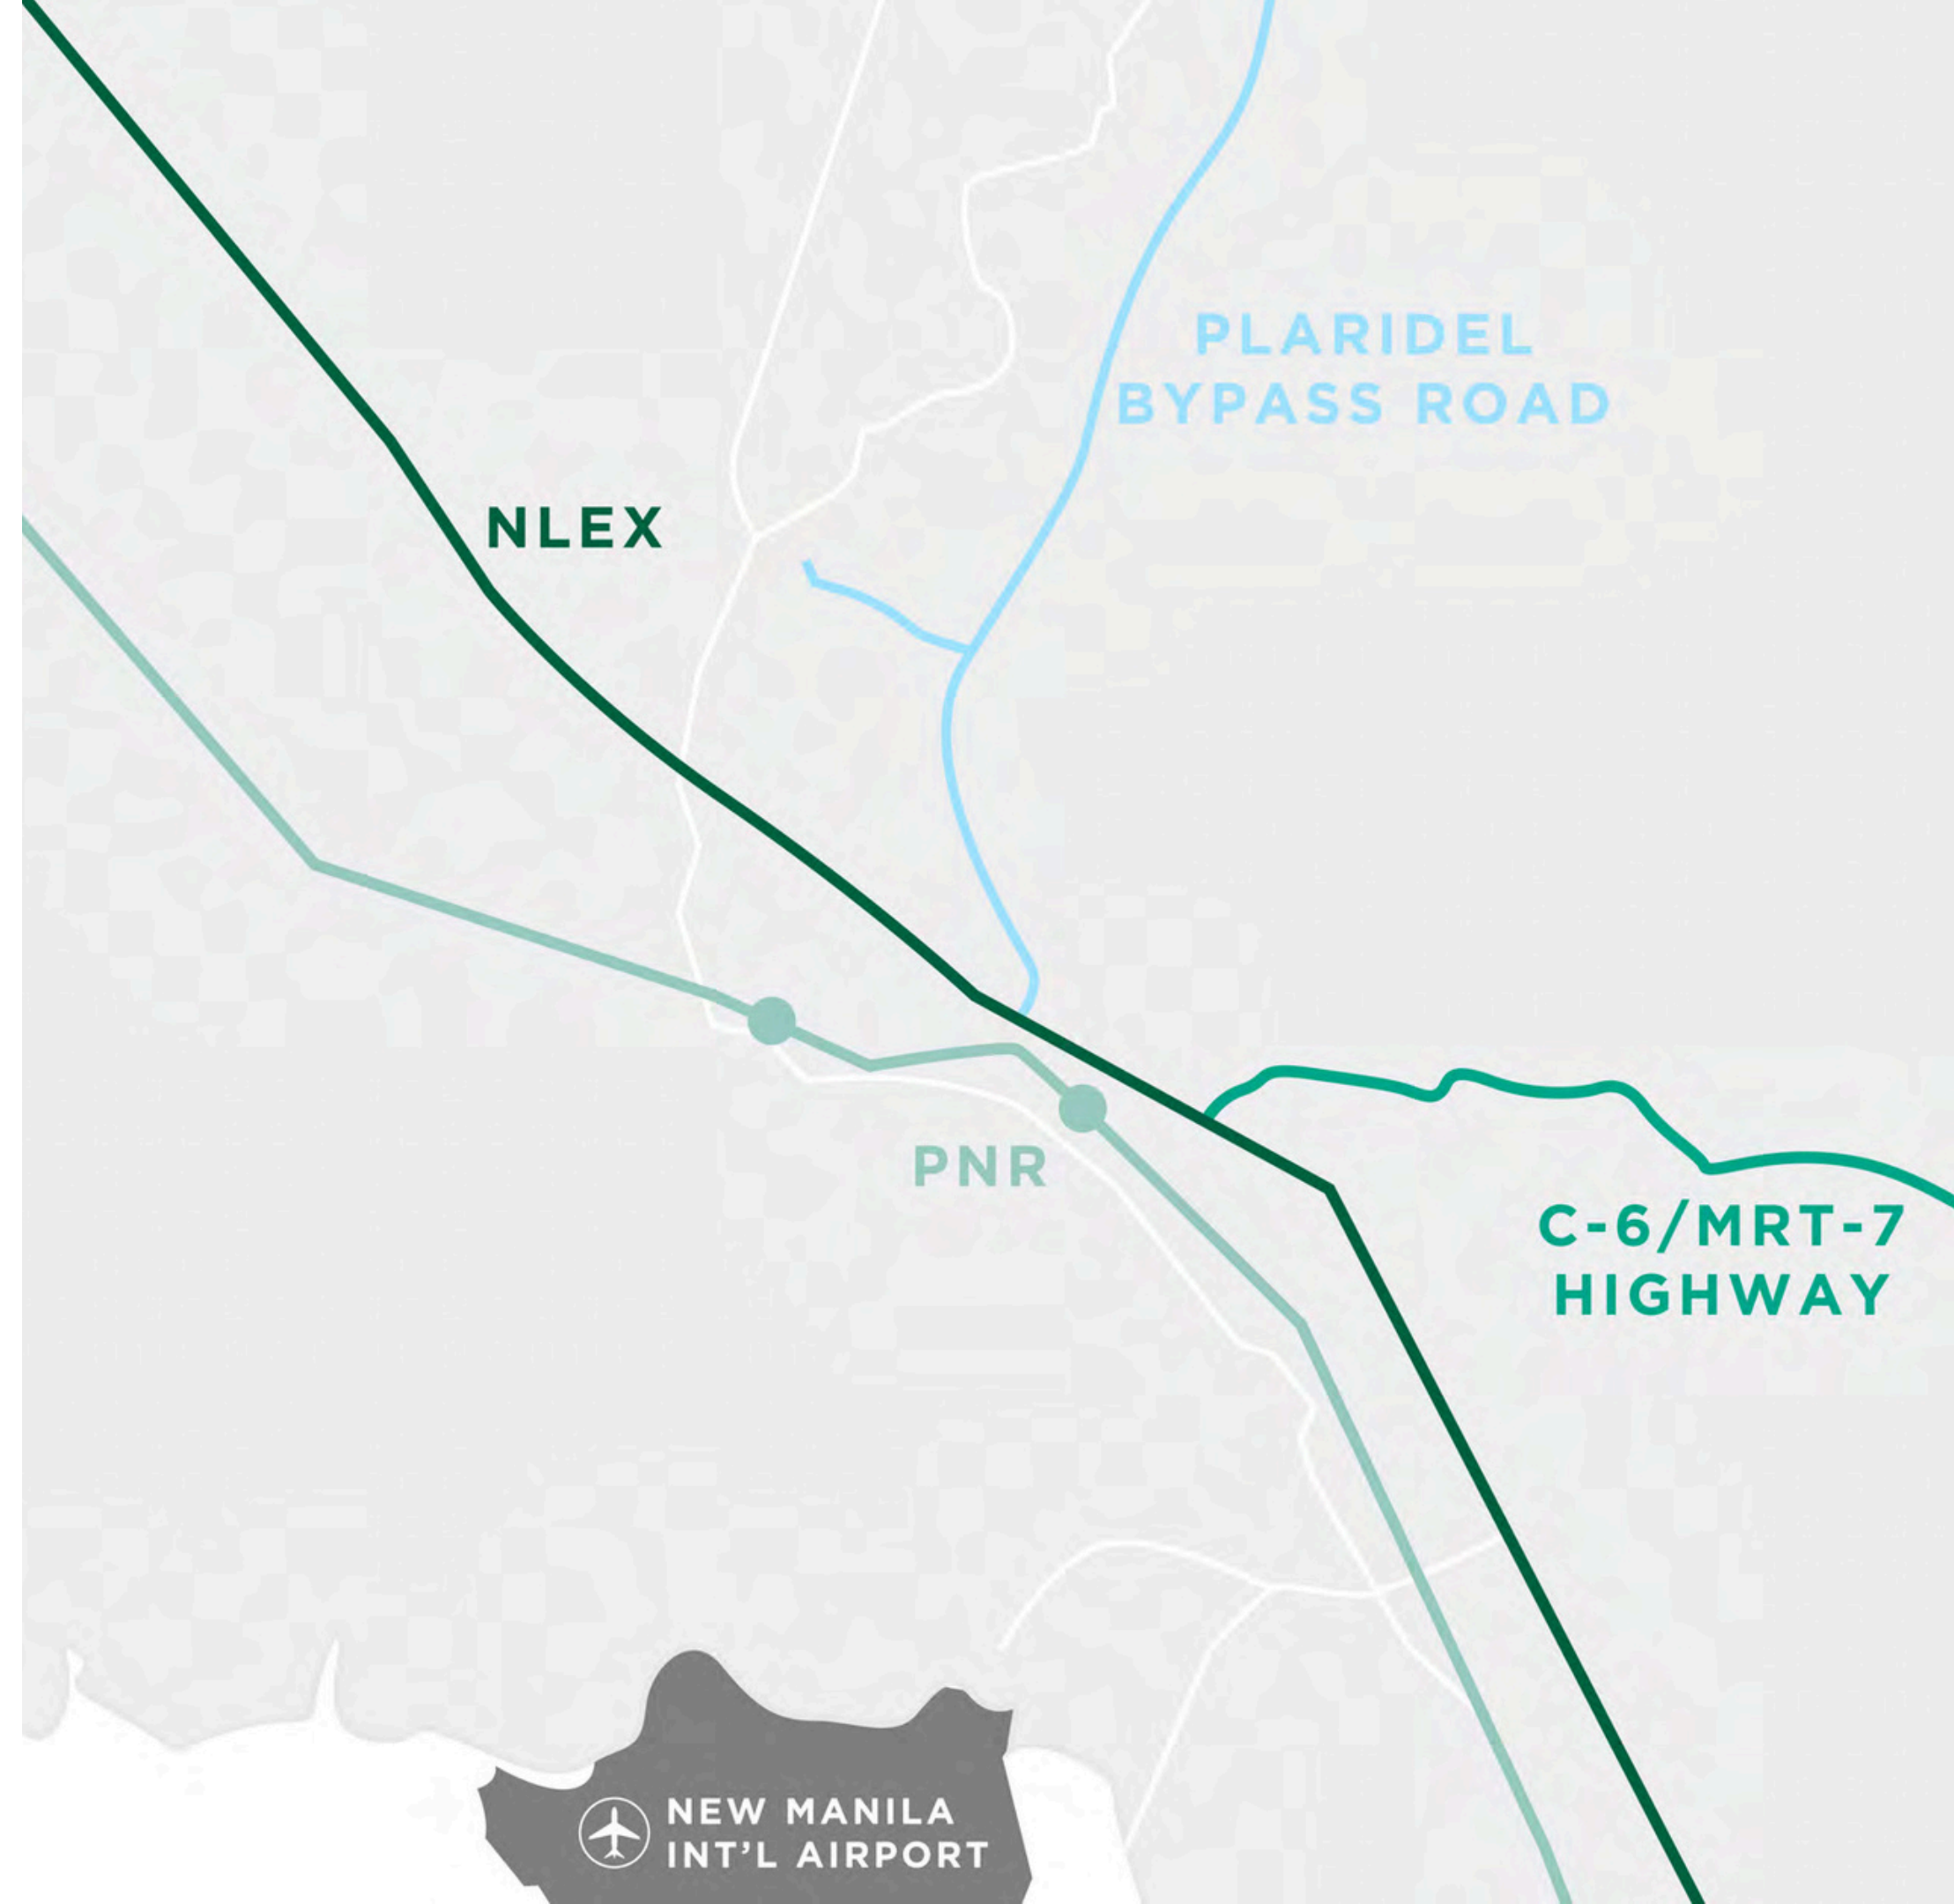 PLARIDEL
BYPASS ROAD
NLEX
PNR
C-6/MRT-7
HIGHWAY
NEW MANILA
INT'L AIRPORT